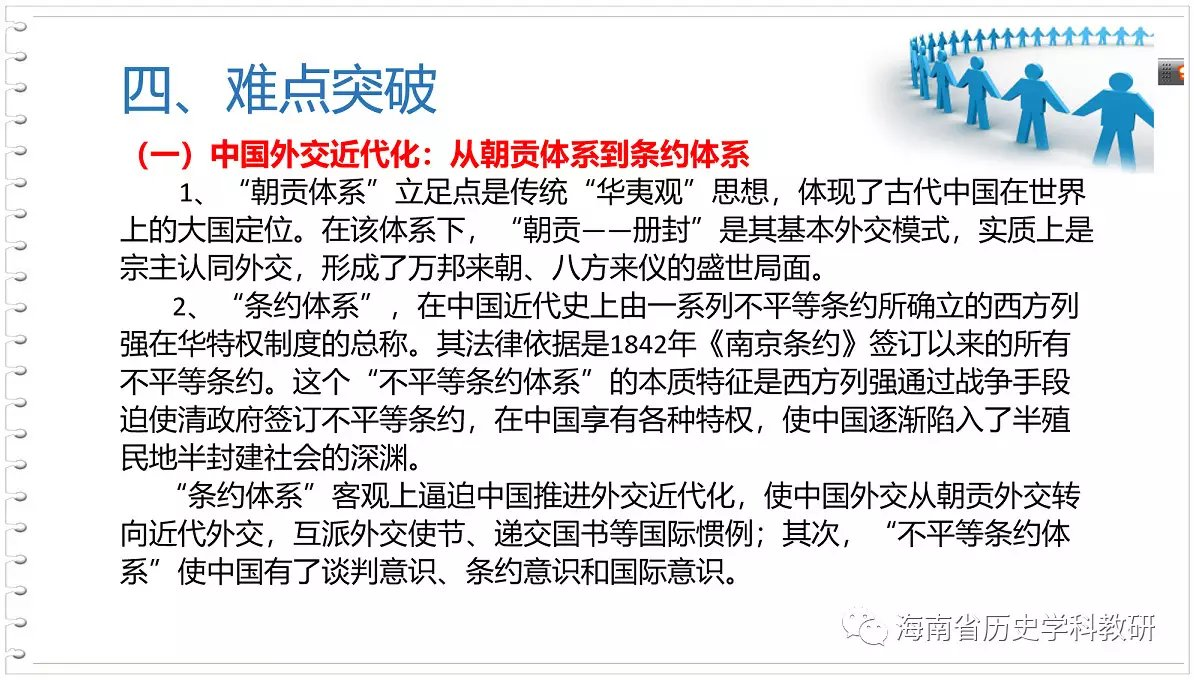 四、难点突破
（一）中国外交近代化：从朝贡体系到条约体系
1、“朝贡体系”立足点是传统“华夷观”思想，体现了古代中国在世界
上的大国定位。在该体系下，“朝贡——册封”是其基本外交模式，实质上是
宗主认同外交，形成了万邦来朝、八方来仪的盛世局面。
2、“条约体系”，在中国近代史上由一系列不平等条约所确立的西方列
强在华特权制度的总称。其法律依据是1842年《南京条约》签订以来的所有
不平等条约。这个“不平等条约体系”的本质特征是西方列强通过战争手段
迫使清政府签订不平等条约，在中国享有各种特权，使中国逐渐陷入了半殖
民地半封建社会的深渊。
“条约体系”客观上逼迫中国推进外交近代化，使中国外交从朝贡外交转
向近代外交，互派外交使节、递交国书等国际惯例；其次，“不平等条约体
系”使中国有了谈判意识、条约意识和国际意识。
海南省历史学科教研